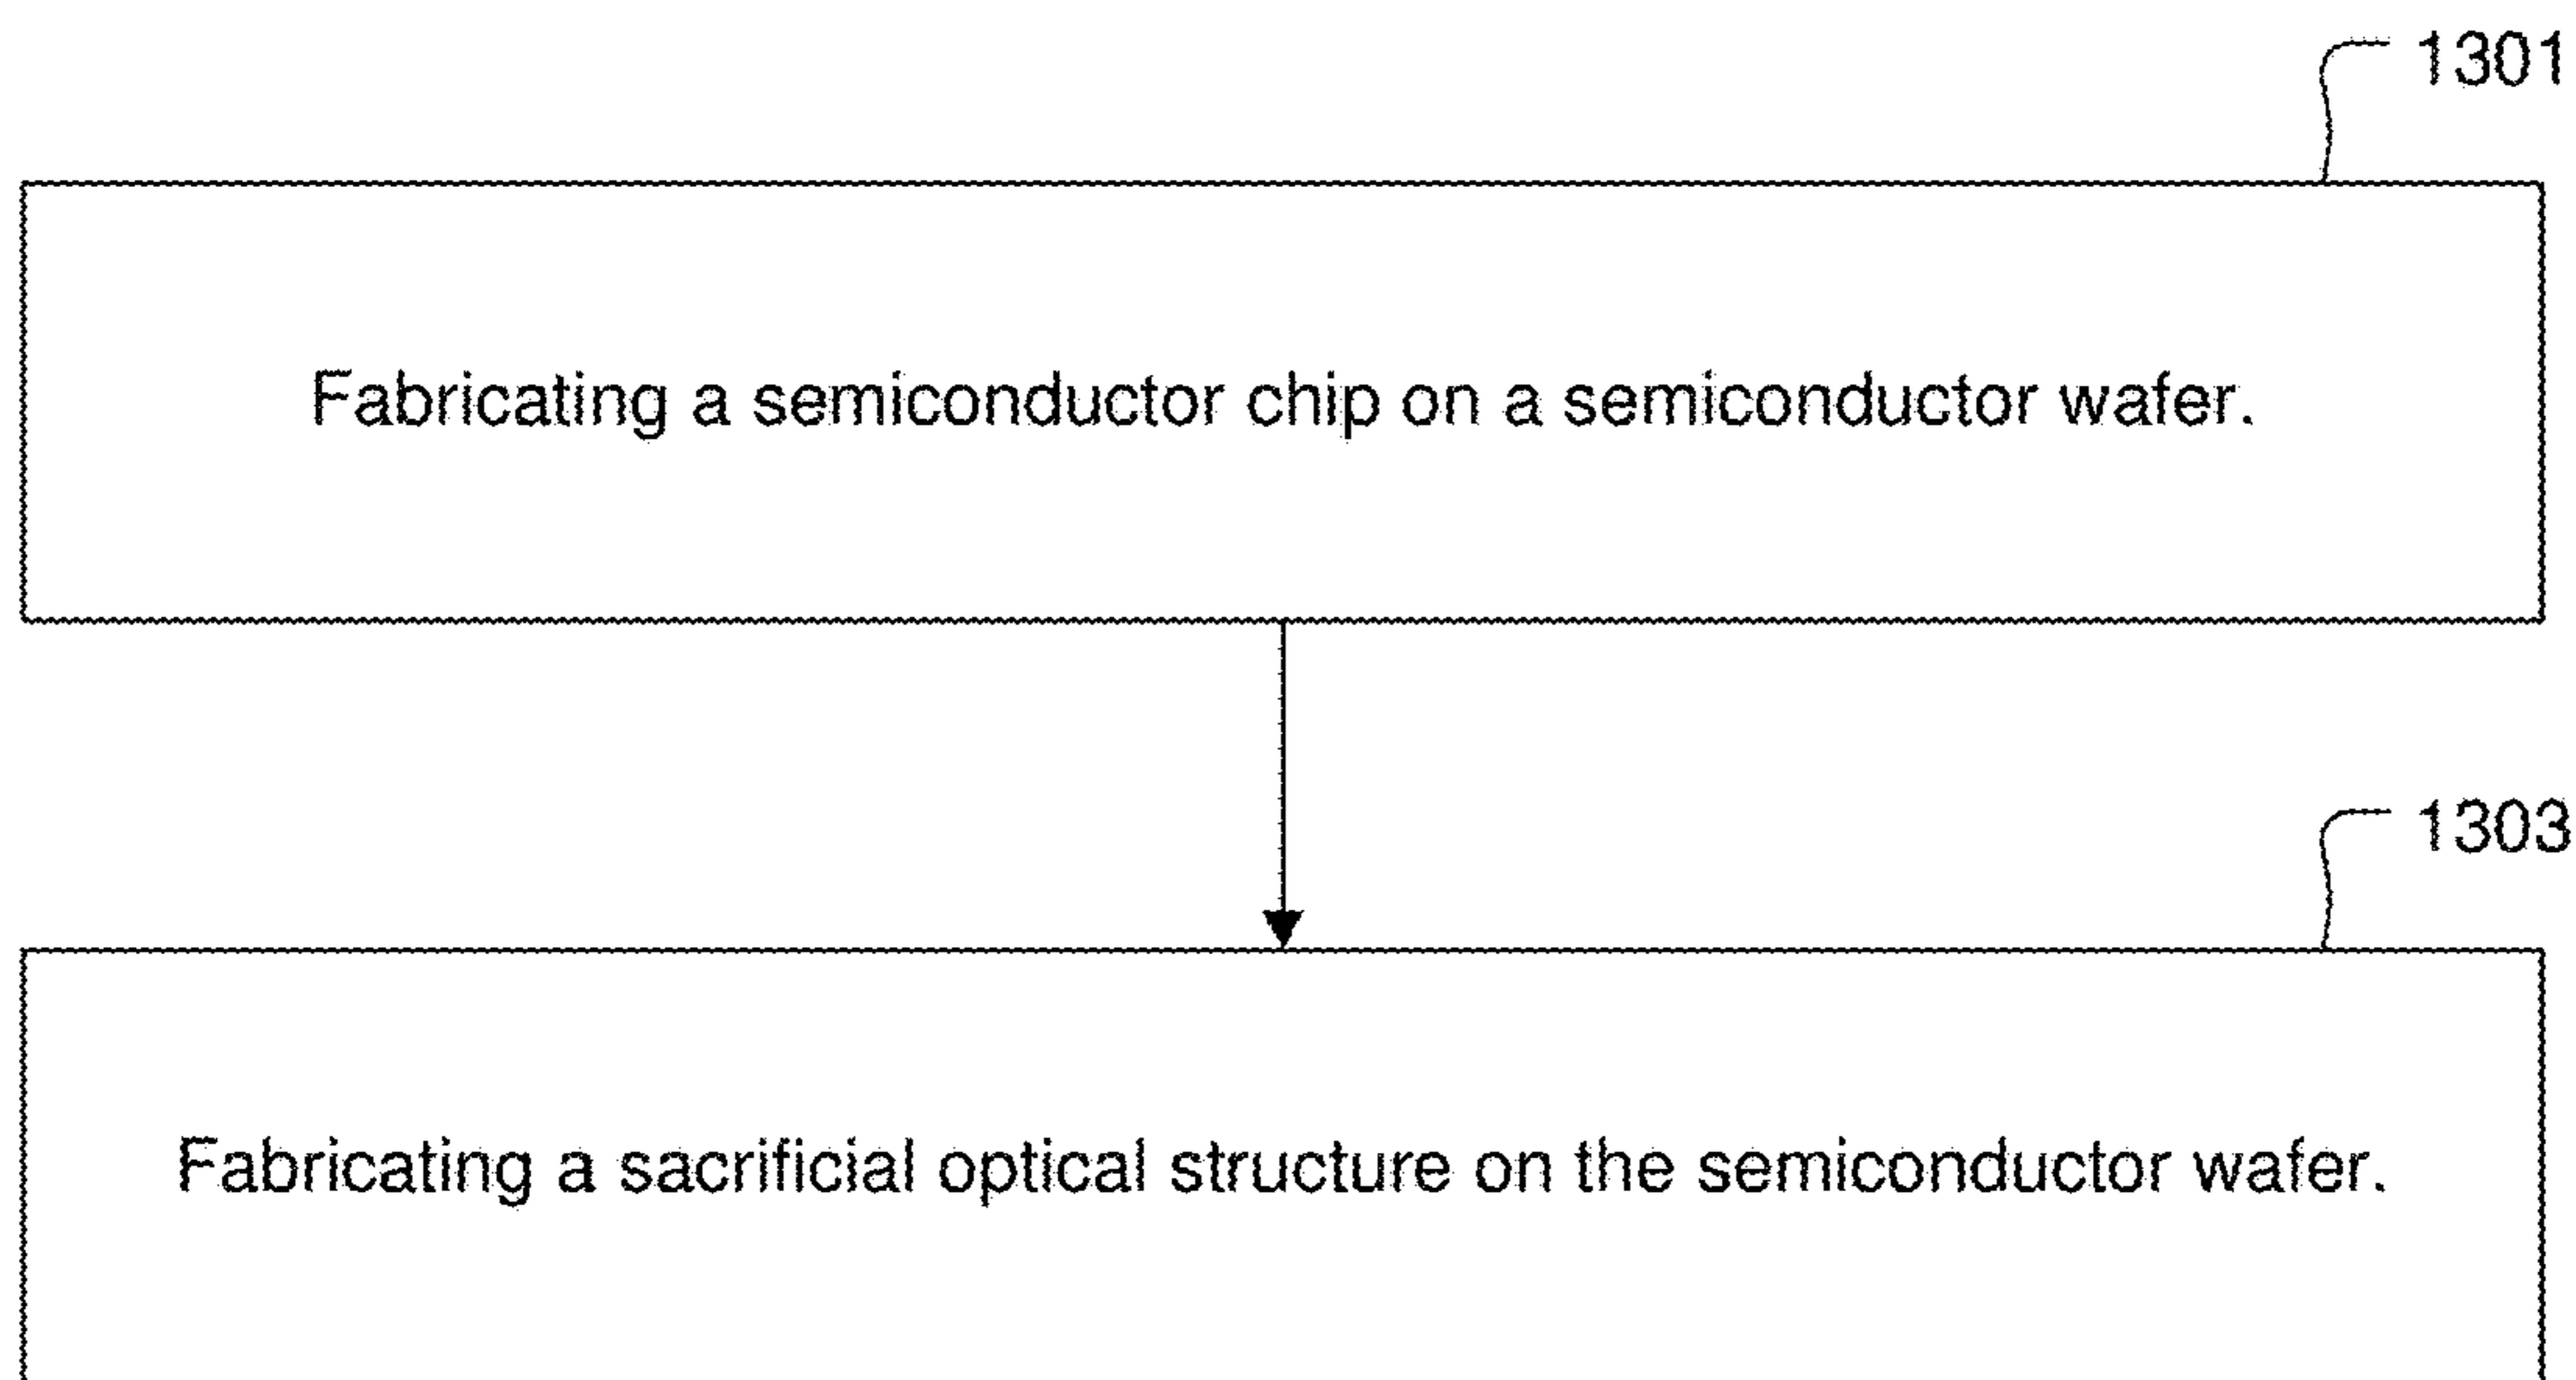 1301
Fabricating a semiconductor chip on a semiconductor wafer.
1303
Fabricating a sacrificial optical structure on the semiconductor wafer.